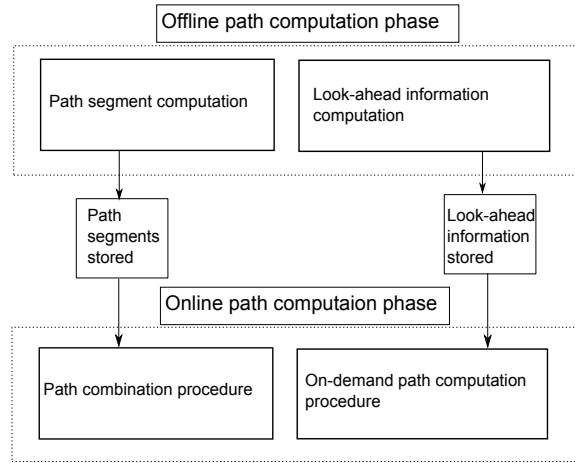 Offline path computation phase
Path segment computation
Look-ahead information
computation
Path
segments
stored
Look-ahead
information
stored
Online path computaion phase
Path combination procedure
On-demand path computation
procedure